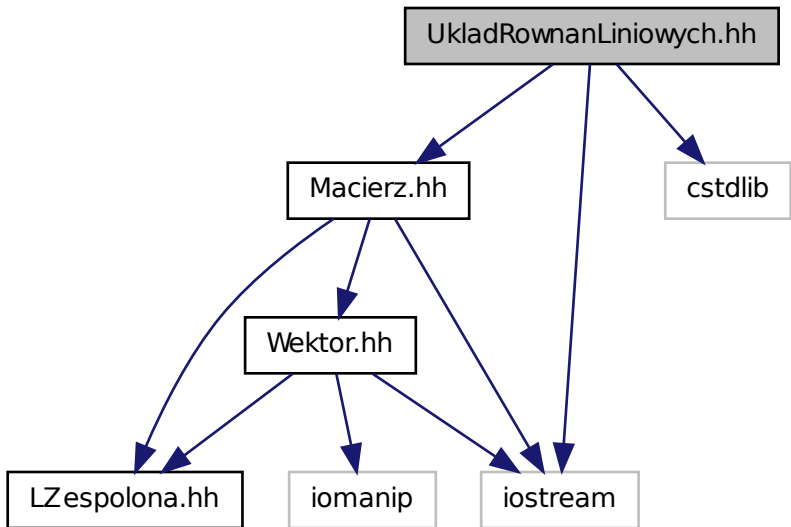 UkladRownanLiniowych.hh
Macierz.hh
cstdlib
Wektor.hh
LZespolona.hh
iomanip
iostream